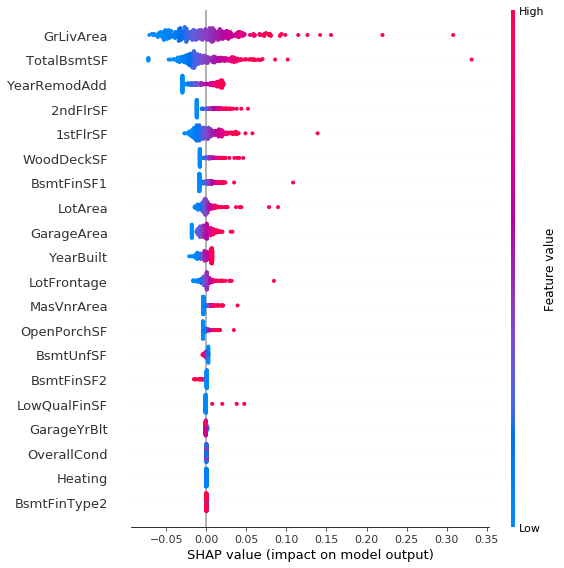 High
GrLivArea
TotalBsmtSF
YearRemodAdd
2ndFlrSF
1stFlrSF
WoodDeckSF
BsmtFinSF1
LotArea
GarageArea
YearBuilt
LotFrontage
MasVnrArea
OpenPorchSF
BsmtUnfSF
BsmtFinSF2
LowQualFinSF
GarageYrBlt
OverallCond
Heating
BsmtFinType2
Feature value
Low
−0.05 0.00 0.05 0.10 0.15 0.20 0.25 0.30 0.35
SHAP value (impact on model output)